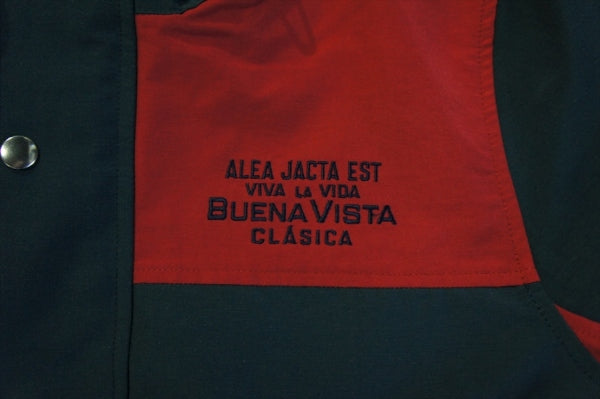 ALEA JACTA EST
VIVA LA VIDA
BUENA VISTA
CLÁSICA